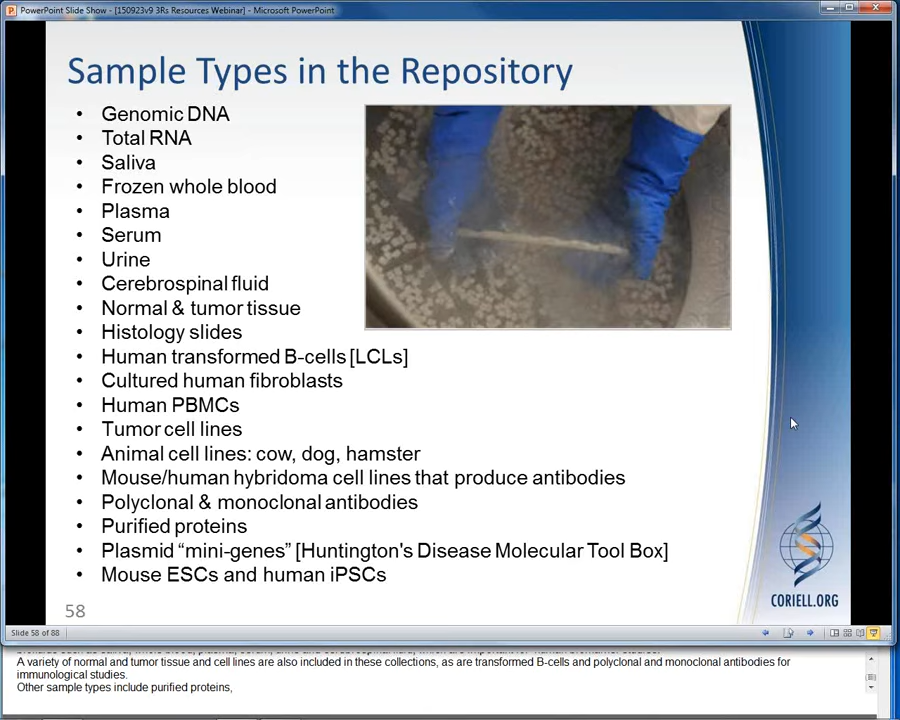 PowerPoint Slide Show - [150923v9 3Rs Resources Webinar] - Microsoft PowerPoint
Sample Types in the Repository
• Genomic DNA
• Total RNA
• Saliva
• Frozen whole blood
• Plasma
• Serum
• Urine
• Cerebrospinal fluid
• Normal & tumor tissue
• Histology slides
• Human transformed B-cells [LCLs]
• Cultured human fibroblasts
• Human PBMCs
• Tumor cell lines
• Animal cell lines: cow, dog, hamster
• Mouse/human hybridoma cell lines that produce antibodies
• Polyclonal & monoclonal antibodies
• Purified proteins
• Plasmid “mini-genes” [Huntington's Disease Molecular Tool Box]
• Mouse ESCs and human iPSCs
58
CORIELL.ORG
Slide 58 of 88
A variety of normal and tumor tissue and cell lines are also included in these collections, as are transformed B-cells and polyclonal and monoclonal antibodies for
immunological studies.
Other sample types include purified proteins,